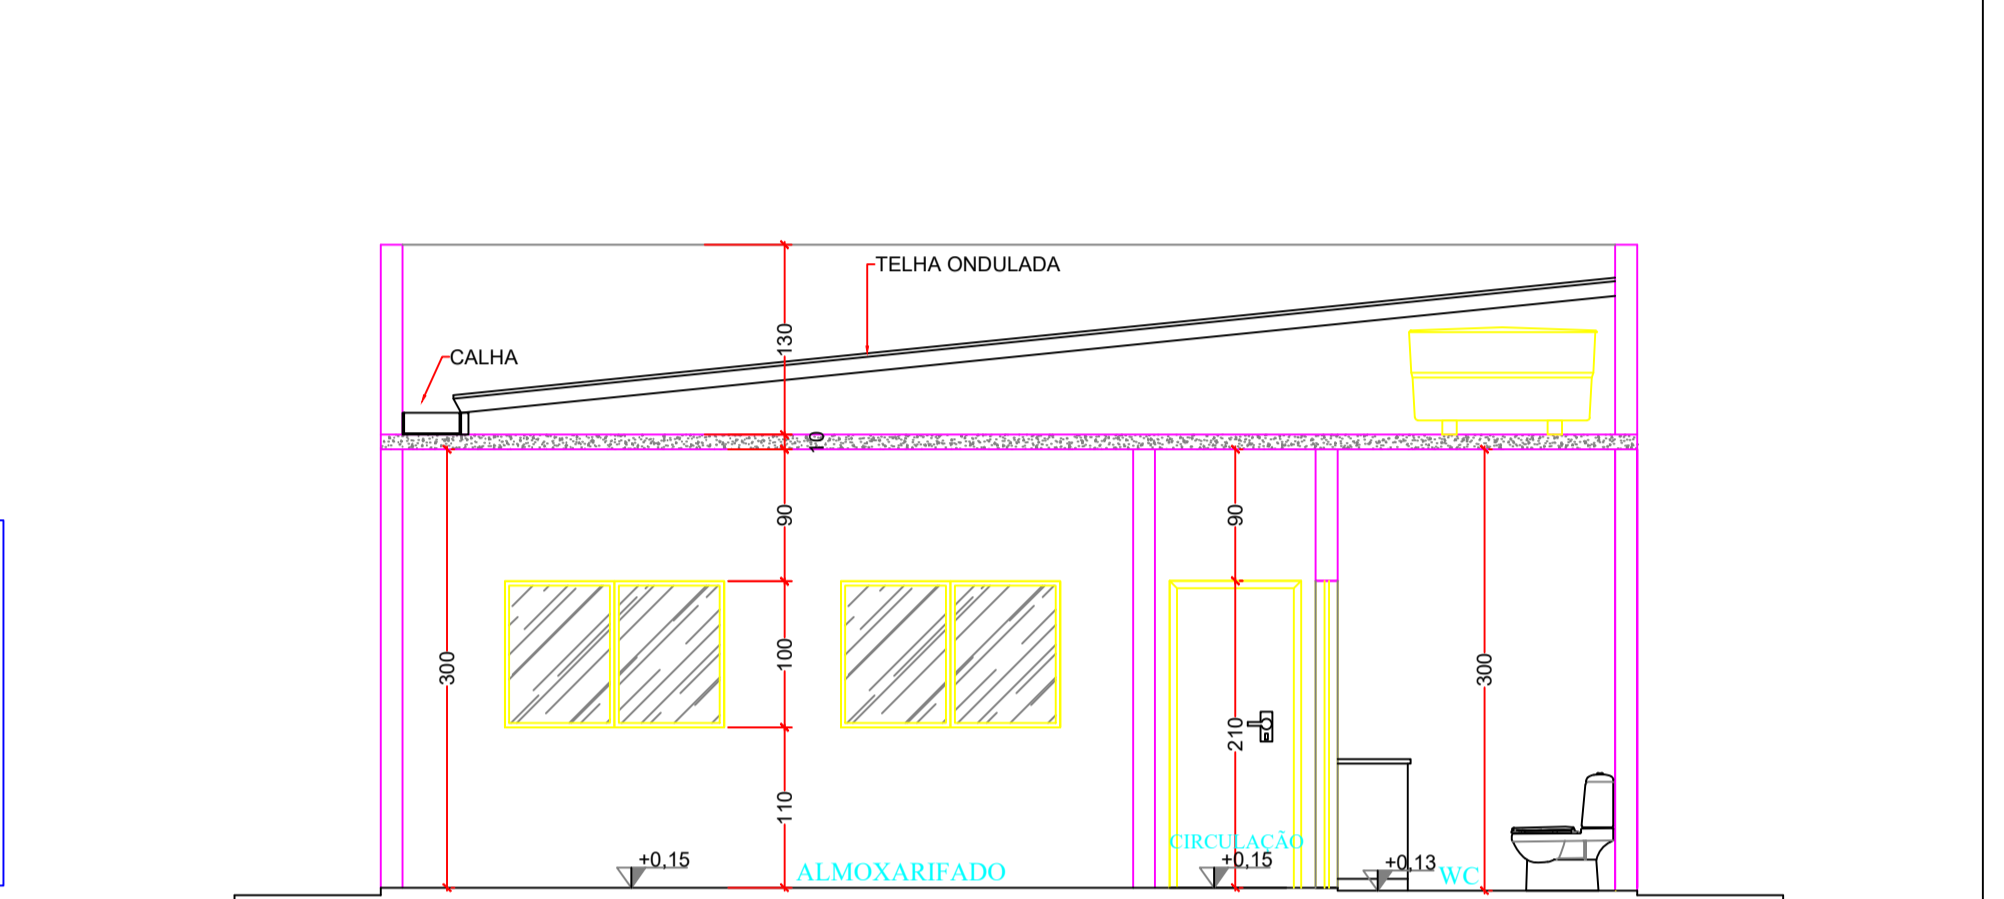 TELHA ONDULADA
130
CALHA
10
90
90
300
100
300
210
110
CIRCULAÇÃO
+0,15
+0,15
+0,13
ALMOXARIFADO
WC